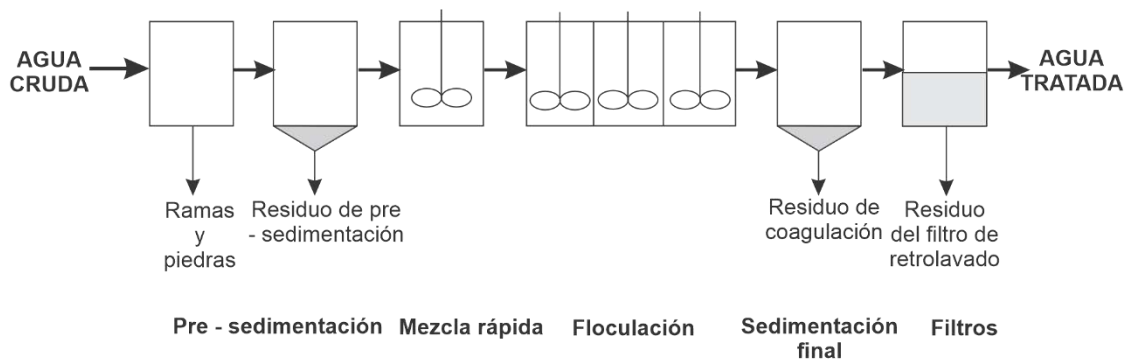 AGUA
CRUDA
AGUA
TRATADA
Ramas
y
piedras
Residuo de pre
- sedimentación
Residuo de
coagulación
Residuo
del filtro de
retrolavado
Pre - sedimentación
Mezcla rápida
Floculación
Sedimentación
final
Filtros